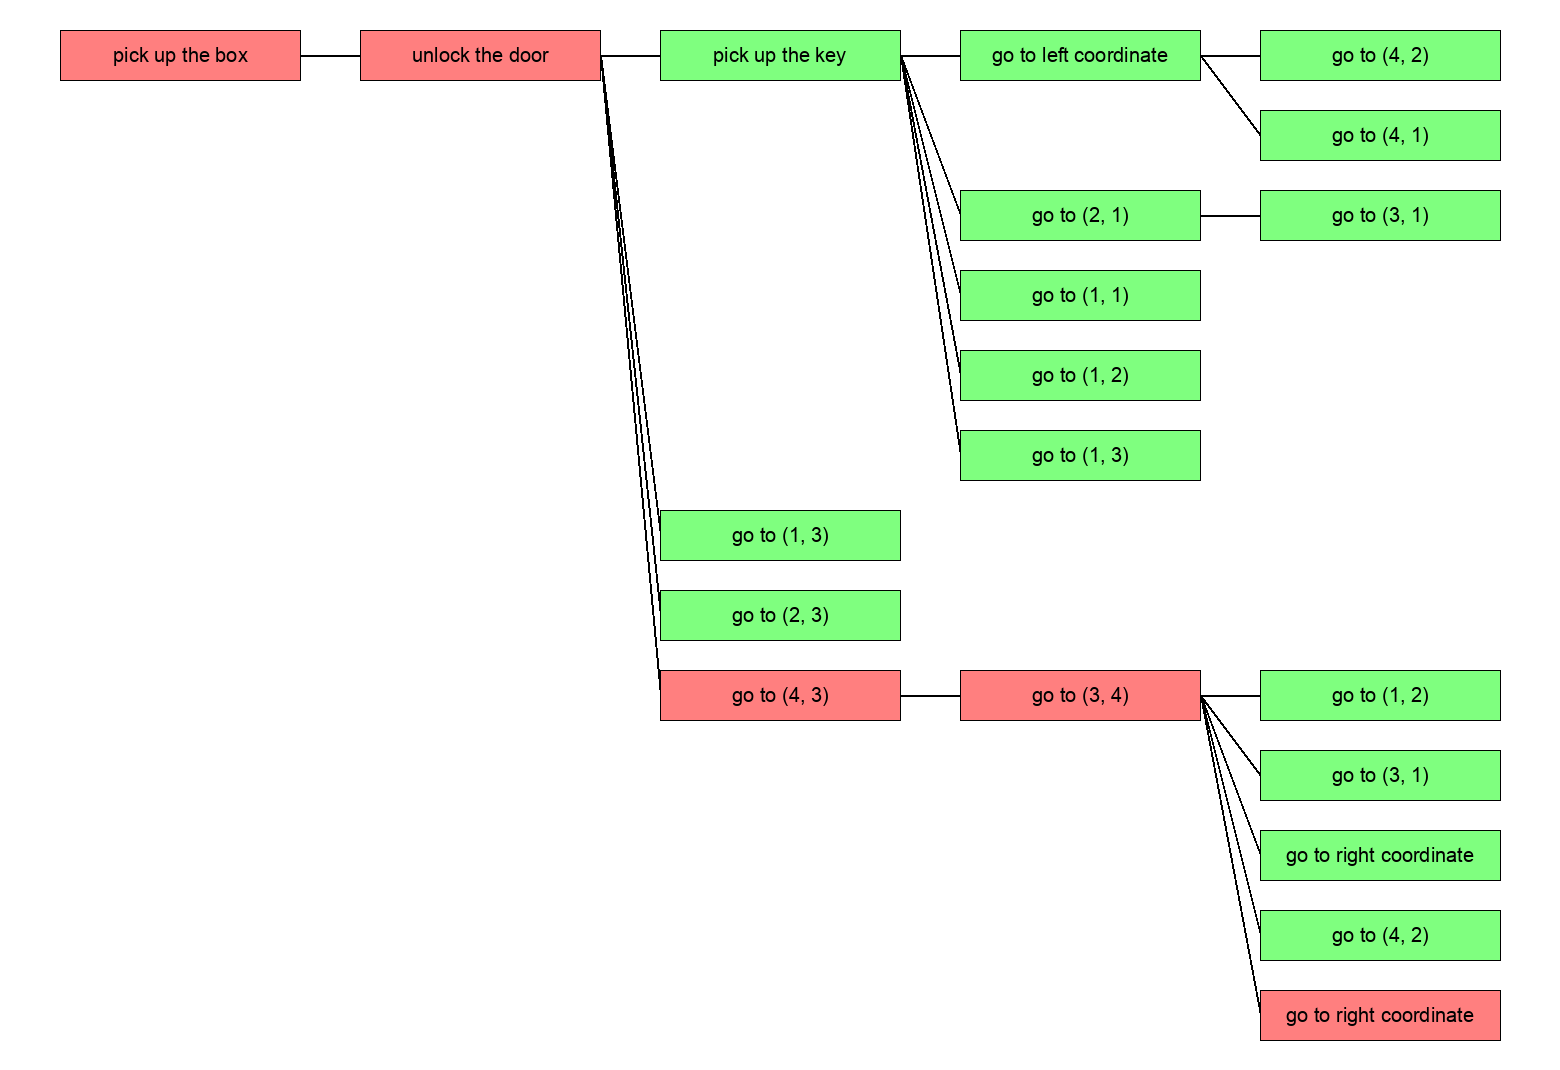 pick up the box
unlock the door
pick up the key
go to left coordinate
go to (4, 2)
go to (4, 1)
go to (2, 1)
go to (3, 1)
go to (1, 1)
go to (1, 2)
go to (1, 3)
go to (1, 3)
go to (2, 3)
go to (4, 3)
go to (3, 4)
go to (1, 2)
go to (3, 1)
go to right coordinate
go to (4, 2)
go to right coordinate